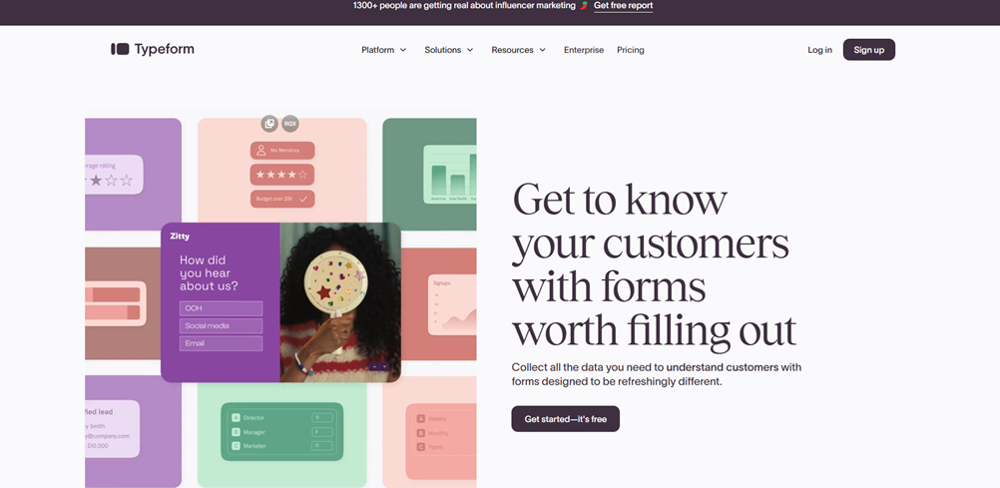 1300+ people are getting real about influencer marketing 🌶️ Get free report
Typeform
Platform
Solutions
Resources
Enterprise
Pricing
Log in
Sign up
rage rating
Budget over $5K
Americas Asia Pacific
Zitty
How did
you hear
about us?
OOH
Social media
Email
Signups
fied lead
y Smith
y@company.com
$10,000
A Director
B Manager
C Marketer
A Weekly
B Monthly
C Yearly
Get to know
your customers
with forms
worth filling out
Collect all the data you need to understand customers with
forms designed to be refreshingly different.
Get started—it's free